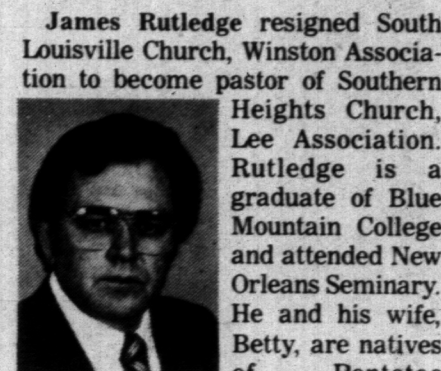 James Rutledge resigned South
Louisville Church, Winston Associa-
tion to become pastor of Southern
Heights Church,
Lee Association.
Rutledge is a
graduate of Blue
Mountain College
and attended New
Orleans Seminary.
He and his wife,
Betty, are natives
of